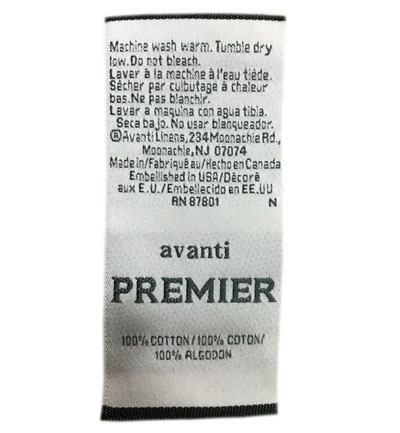 Machine wash warm. Tumble dry
low. Do not bleach.
Laver à la machine à l'eau tiéde.
Sécher par culbutage à chaleur
bas. Ne pas blanchir.
Lavar a maquina con agua tibia.
Seca bajo. No usar blanqueador.
®Avanti Linens, 234 Moonachie Rd.,
Moonachie, NJ 07074
Made in/Fabriqué au/Hecho en Canada
Embellished in USA/Décoré
aux E.U./Embellecido en EE.UU
RN 87801 N
avanti
PREMIER
100% COTTON/100% COTON/
100% ALGODON